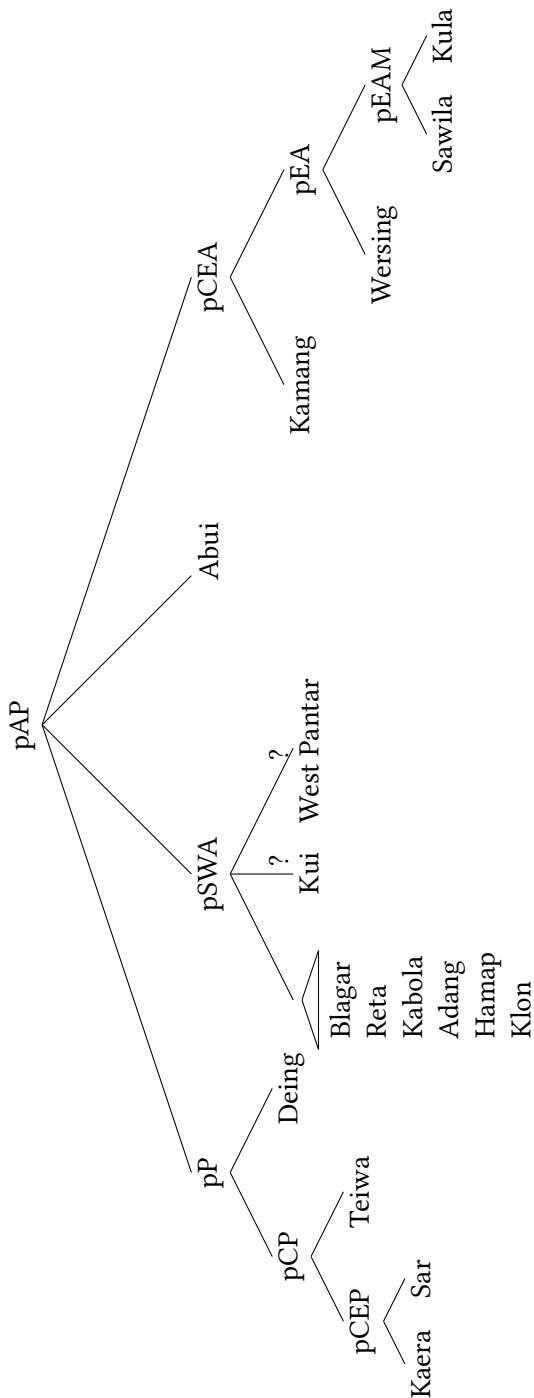 pAP
pP
pSWA
Abui
pCEA
pCP
Deing
?
?
Kui
West Pantar
Kamang
pEA
pCEP
Teiwa
Blagar
Reta
Kabola
Adang
Hamap
Klon
Wersing
pEAM
Kaera
Sar
Sawila
Kula